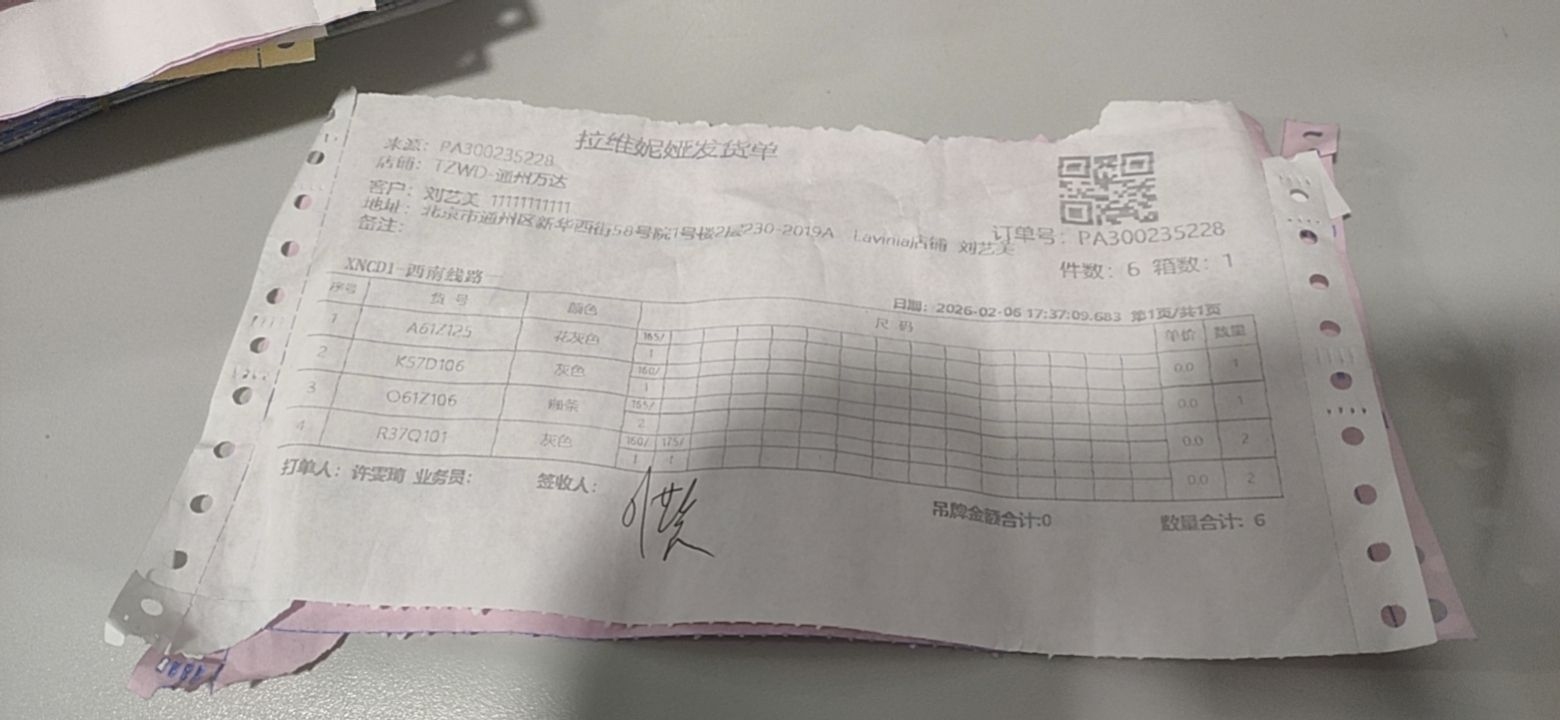 拉维妮娅发货单
来源: PA300235228
店铺: TZWD-通州万达
客户: 刘艺美 11111111111
地址: 北京市通州区新华西街58号院1号楼2层230-2019A Lavinia店铺 刘艺美
备注:
订单号: PA300235228
件数: 6 箱数: 1
XNCD1-西南线路
日期: 2026-02-06 17:37:09.683 第1页/共1页
序号 货号 颜色 尺码 单价 数量
1 A61Z125 花灰色 165/ 1 0.0 1
2 K57D106 灰色 160/ 1 0.0 1
3 O61Z106 165/ 2 0.0 2
4 R37Q101 灰色 160/ 175/ 1 1 0.0 2
打单人: 许雯瑜 业务员: 签收人:
吊牌金额合计:0 数量合计: 6